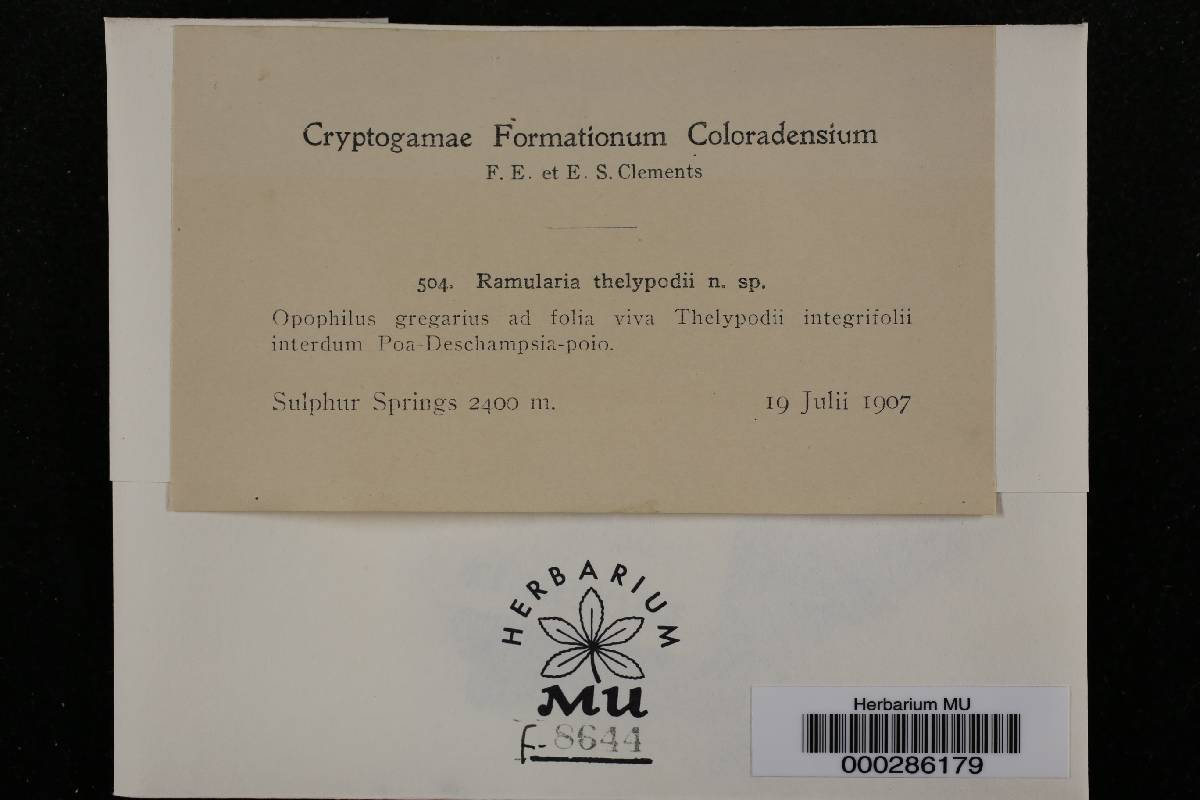 Cryptogamae Formationum Coloradensium
F. E. et E. S. Clements
504. Ramularia thelypodii n. sp.
Opophilus gregarius ad folia viva Thelypodii integrifolii
interdum Poa-Deschampsia-poio.
Sulphur Springs 2400 m. 19 Julii 1907
HERBARIUM
MU
F-8644
Herbarium MU
000286179